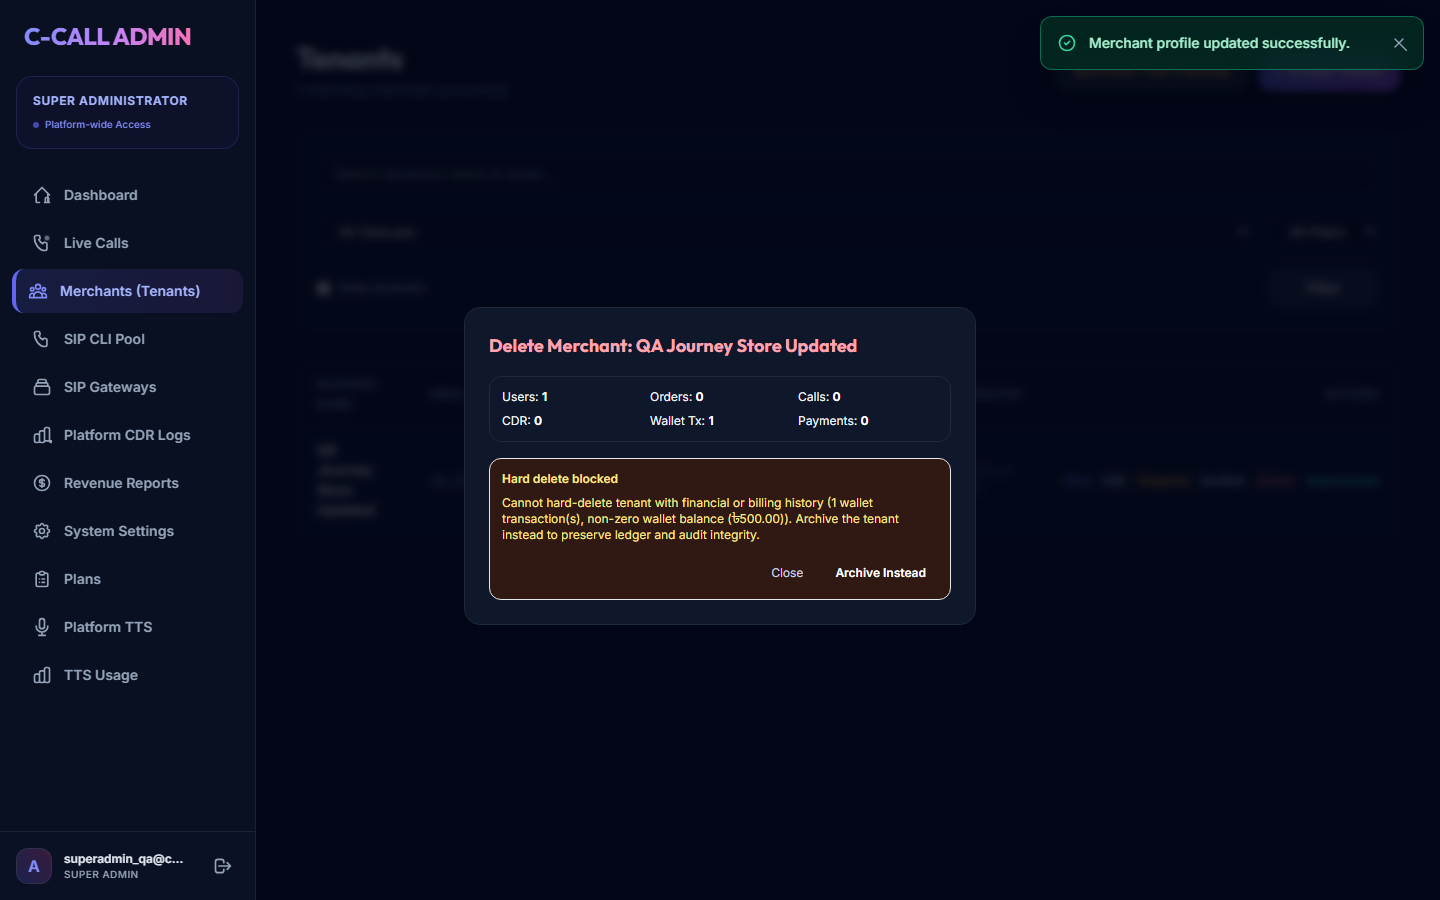 C-CALL ADMIN
SUPER ADMINISTRATOR
Platform-wide Access
Dashboard
Live Calls
Merchants (Tenants)
SIP CLI Pool
SIP Gateways
Platform CDR Logs
Revenue Reports
System Settings
Plans
Platform TTS
TTS Usage
A
superadmin_qa@c...
SUPER ADMIN
Tenants
Merchant profile updated successfully.
Delete Merchant: QA Journey Store Updated
Users: 1 Orders: 0 Calls: 0
CDR: 0 Wallet Tx: 1 Payments: 0
Hard delete blocked
Cannot hard-delete tenant with financial or billing history (1 wallet
transaction(s), non-zero wallet balance (৳500.00)). Archive the tenant
instead to preserve ledger and audit integrity.
Close Archive Instead